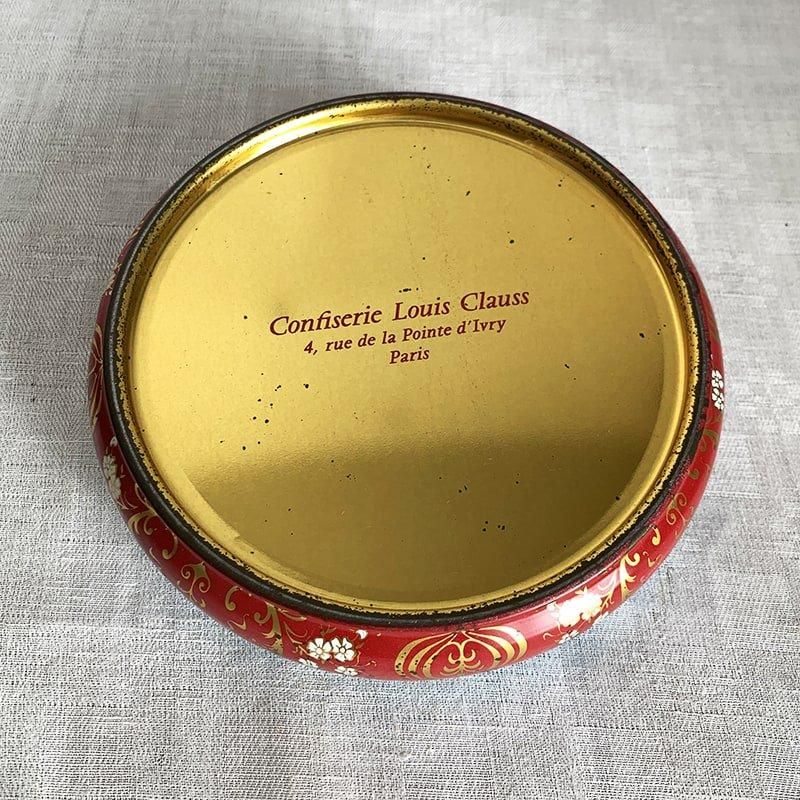 Confiserie Louis Clauss
4, rue de la Pointe d'Ivry
Paris